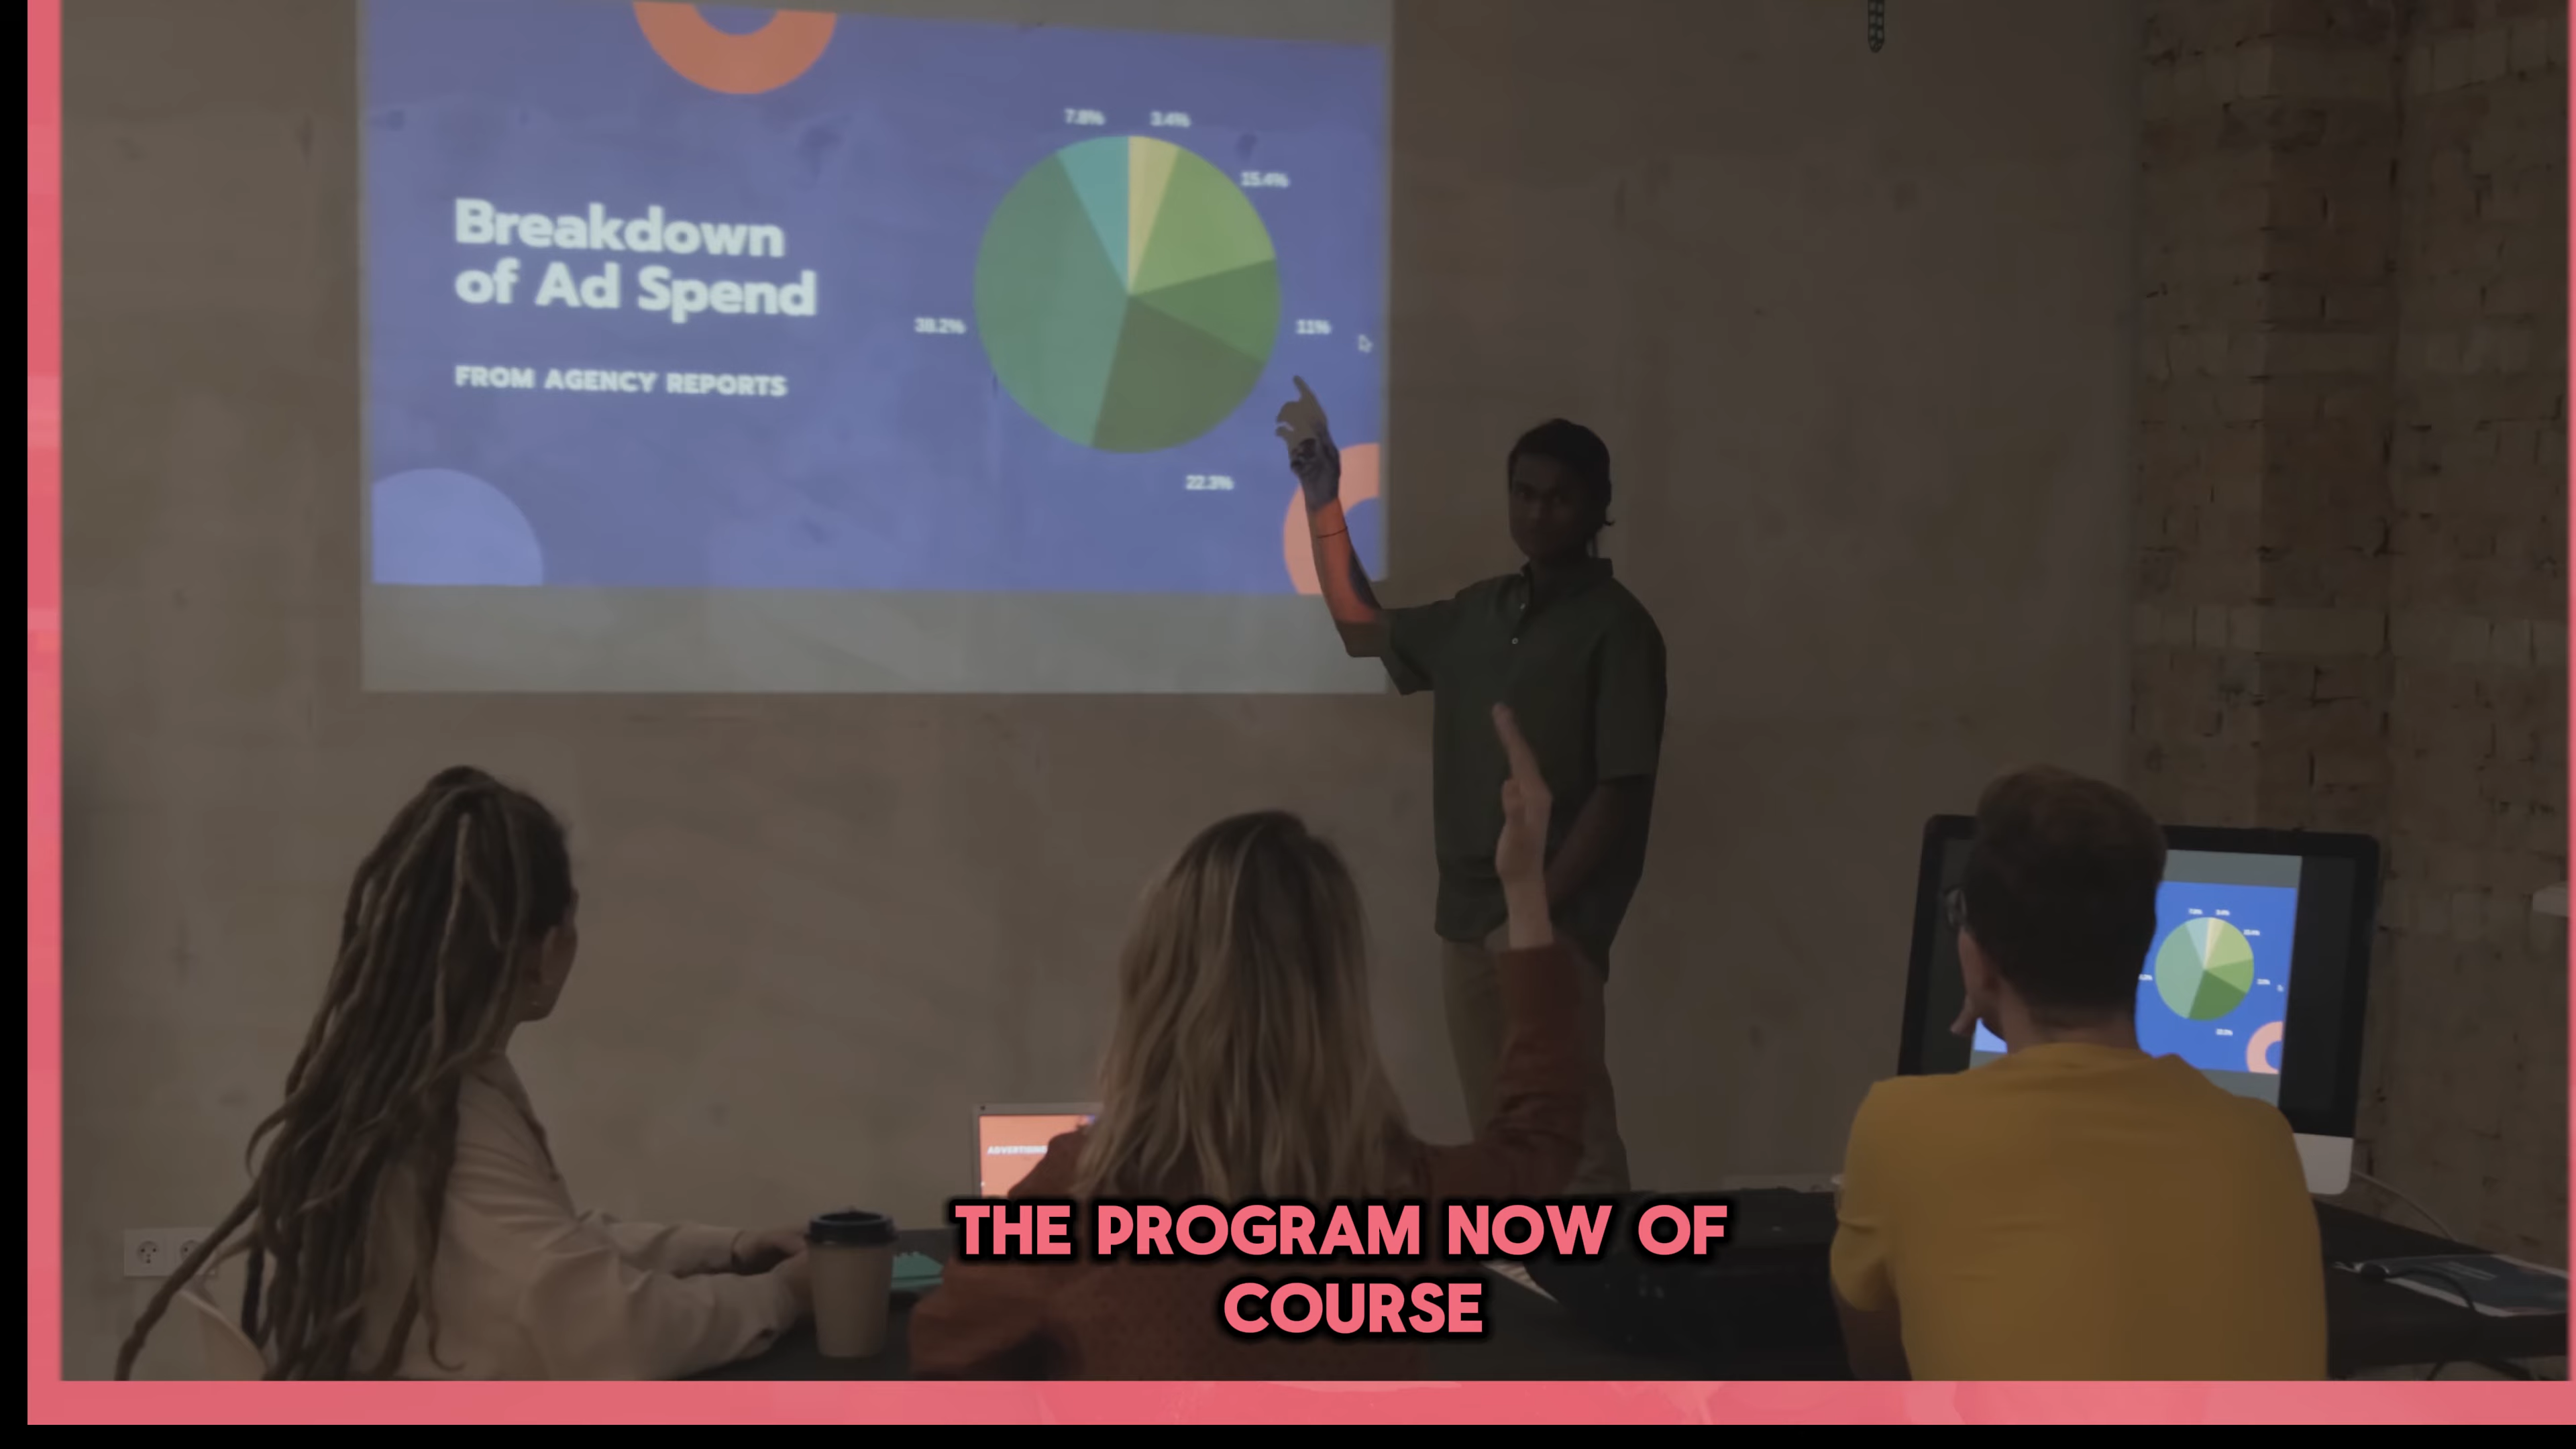 7.8%
3.4%
15.4%
Breakdown
of Ad Spend
38.2%
11%
FROM AGENCY REPORTS
22.3%
ADVERTISING
THE PROGRAM NOW OF
COURSE